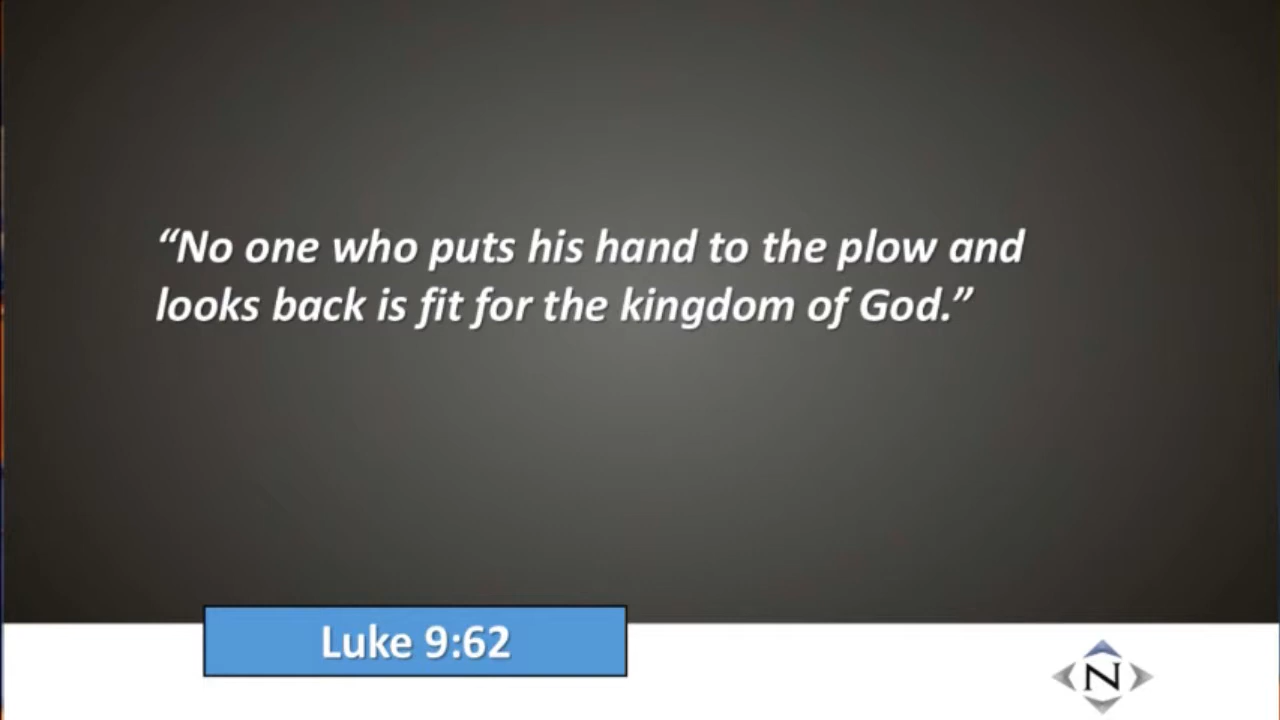 “No one who puts his hand to the plow and
looks back is fit for the kingdom of God.”
Luke 9:62
N